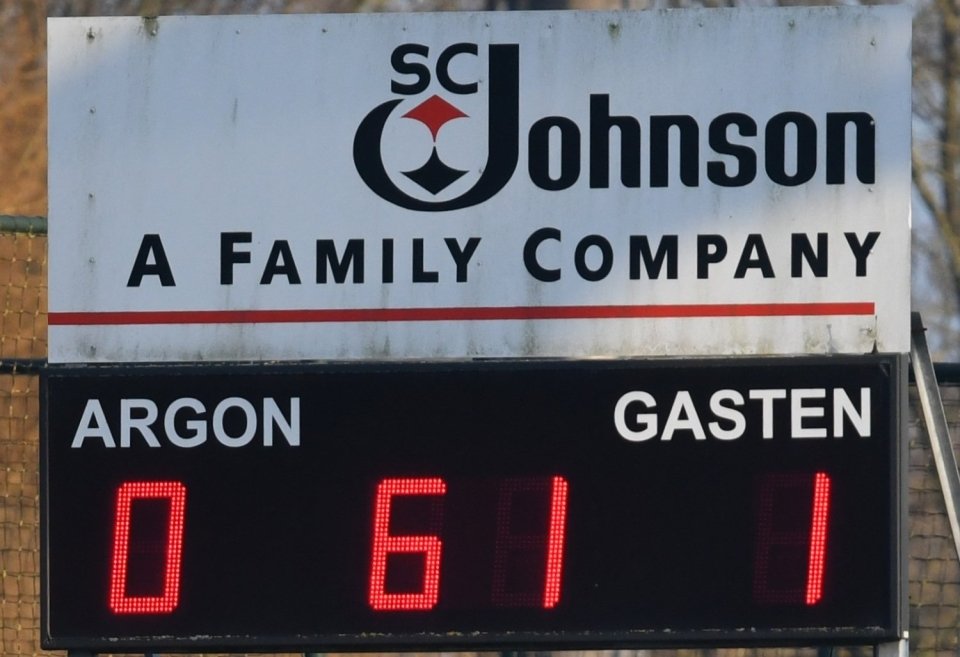 SC Johnson
A FAMILY COMPANY
ARGON GASTEN
0 61 1